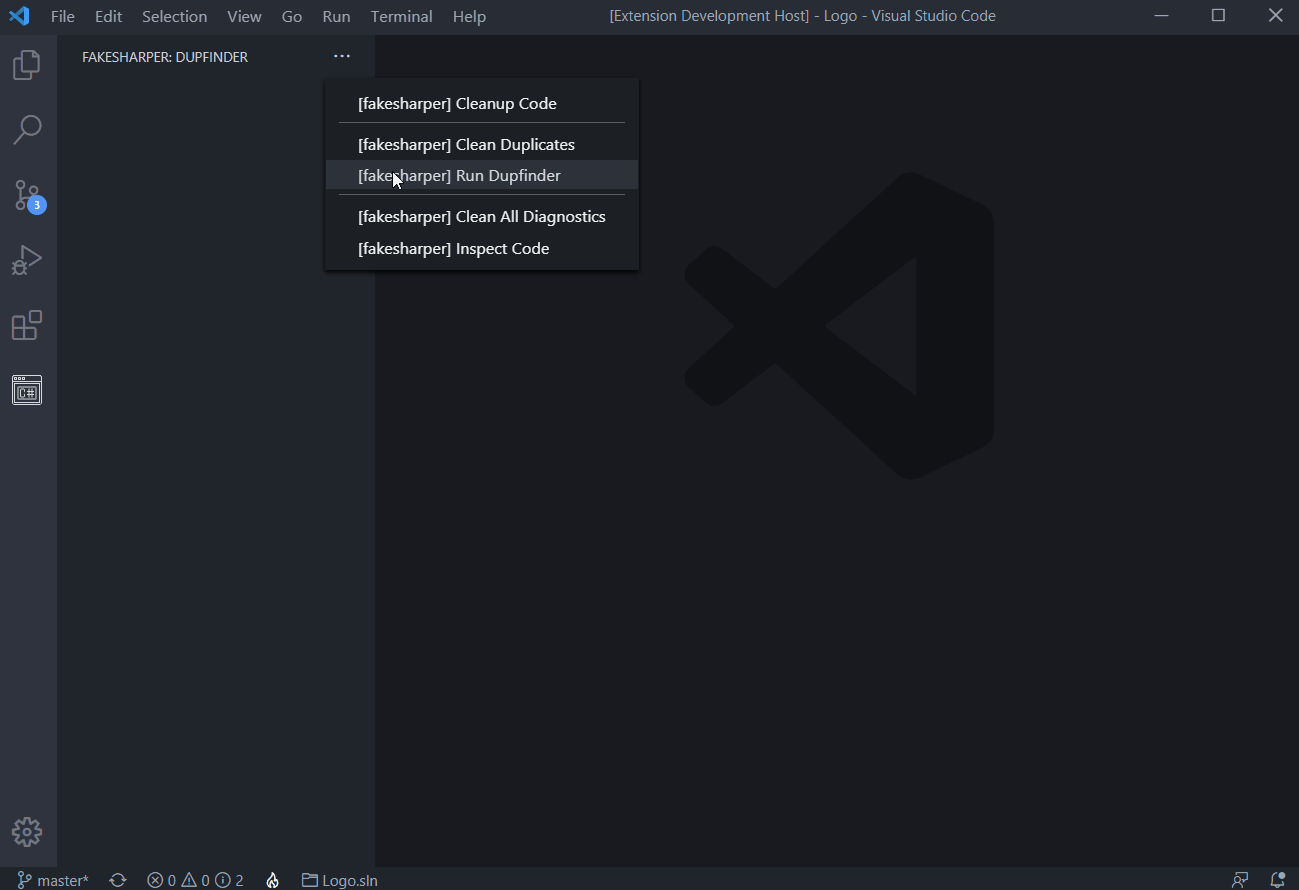 File Edit Selection View Go Run Terminal Help [Extension Development Host] - Logo - Visual Studio Code
FAKESHARPER: DUPFINDER
[fakesharper] Cleanup Code
[fakesharper] Clean Duplicates
[fakesharper] Run Dupfinder
[fakesharper] Clean All Diagnostics
[fakesharper] Inspect Code
3
C#
master* 0 0 2 Logo.sln